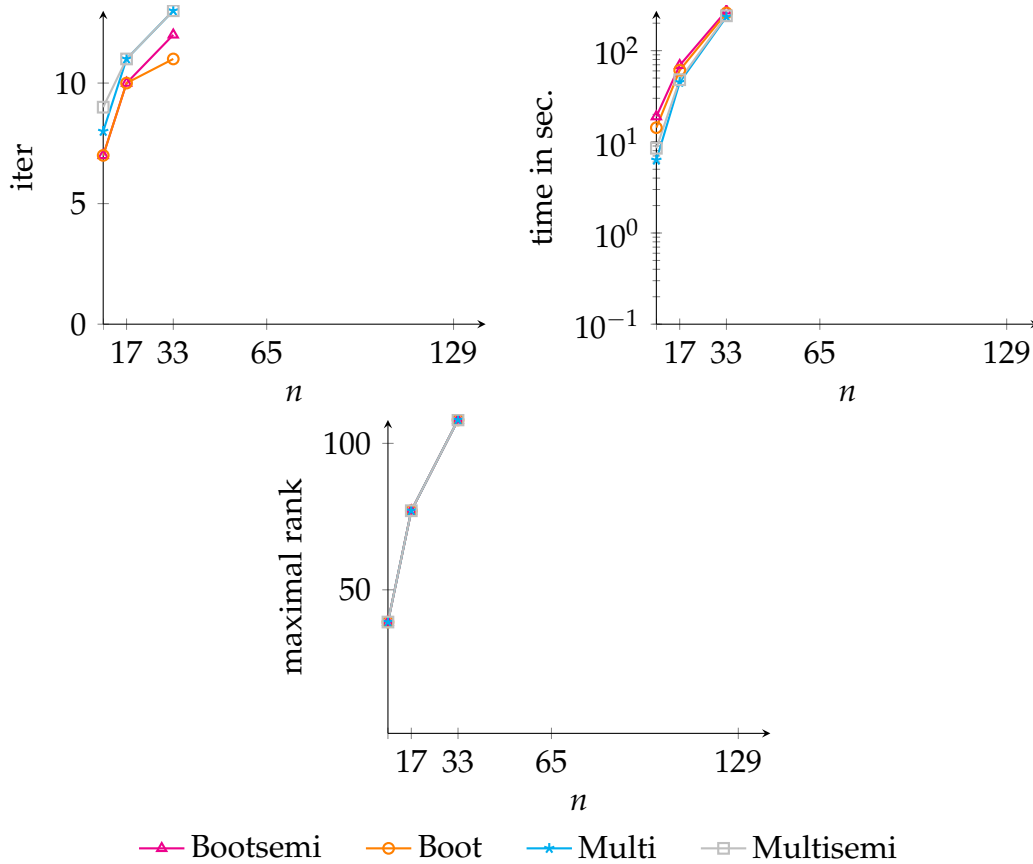 iter
10
5
0
17 33 65 129
n
time in sec.
10^2
10^1
10^0
10^−1
17 33 65 129
n
maximal rank
100
50
17 33 65 129
n
Bootsemi Boot Multi Multisemi